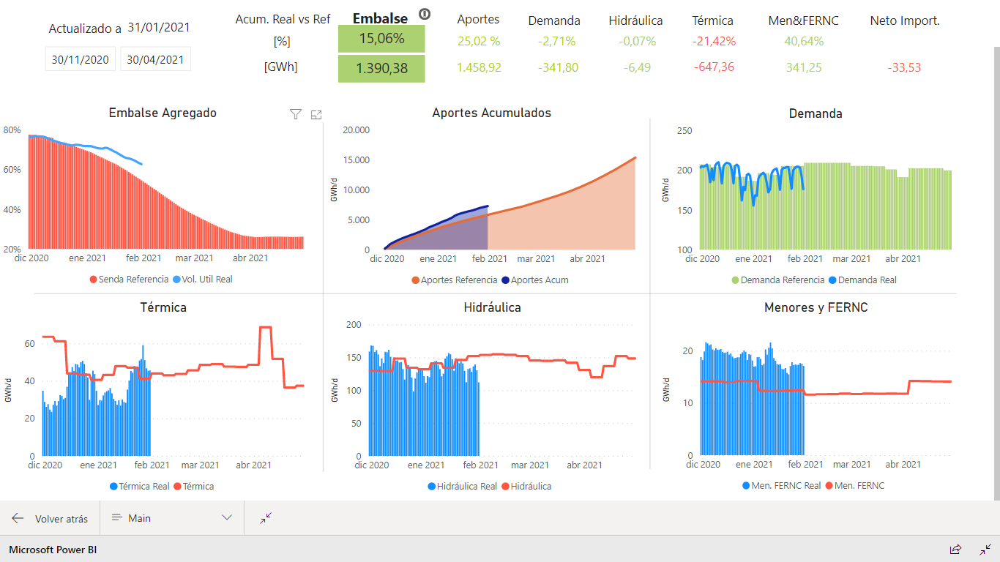 Actualizado a 31/01/2021
30/11/2020 30/04/2021
Acum. Real vs Ref Embalse Aportes Demanda Hidráulica Térmica Men&FERNC Neto Import.
[%] 15,06% 25,02 % -2,71% -0,07% -21,42% 40,64%
[GWh] 1.390,38 1.458,92 -341,80 -6,49 -647,36 341,25 -33,53
Embalse Agregado
80%
60%
40%
20%
dic 2020 ene 2021 feb 2021 mar 2021 abr 2021
Senda Referencia Vol. Util Real
Aportes Acumulados
GWh/d
20.000
15.000
10.000
5.000
0
dic 2020 ene 2021 feb 2021 mar 2021 abr 2021
Aportes Referencia Aportes Acum
Demanda
GWh/d
250
200
150
100
dic 2020 ene 2021 feb 2021 mar 2021 abr 2021
Demanda Referencia Demanda Real
Térmica
GWh/d
60
40
20
0
dic 2020 ene 2021 feb 2021 mar 2021 abr 2021
Térmica Real Térmica
Hidráulica
GWh/d
200
150
100
50
0
dic 2020 ene 2021 feb 2021 mar 2021 abr 2021
Hidráulica Real Hidráulica
Menores y FERNC
GWh/d
20
10
0
dic 2020 ene 2021 feb 2021 mar 2021 abr 2021
Men. FERNC Real Men. FERNC
Volver atrás Main
Microsoft Power BI